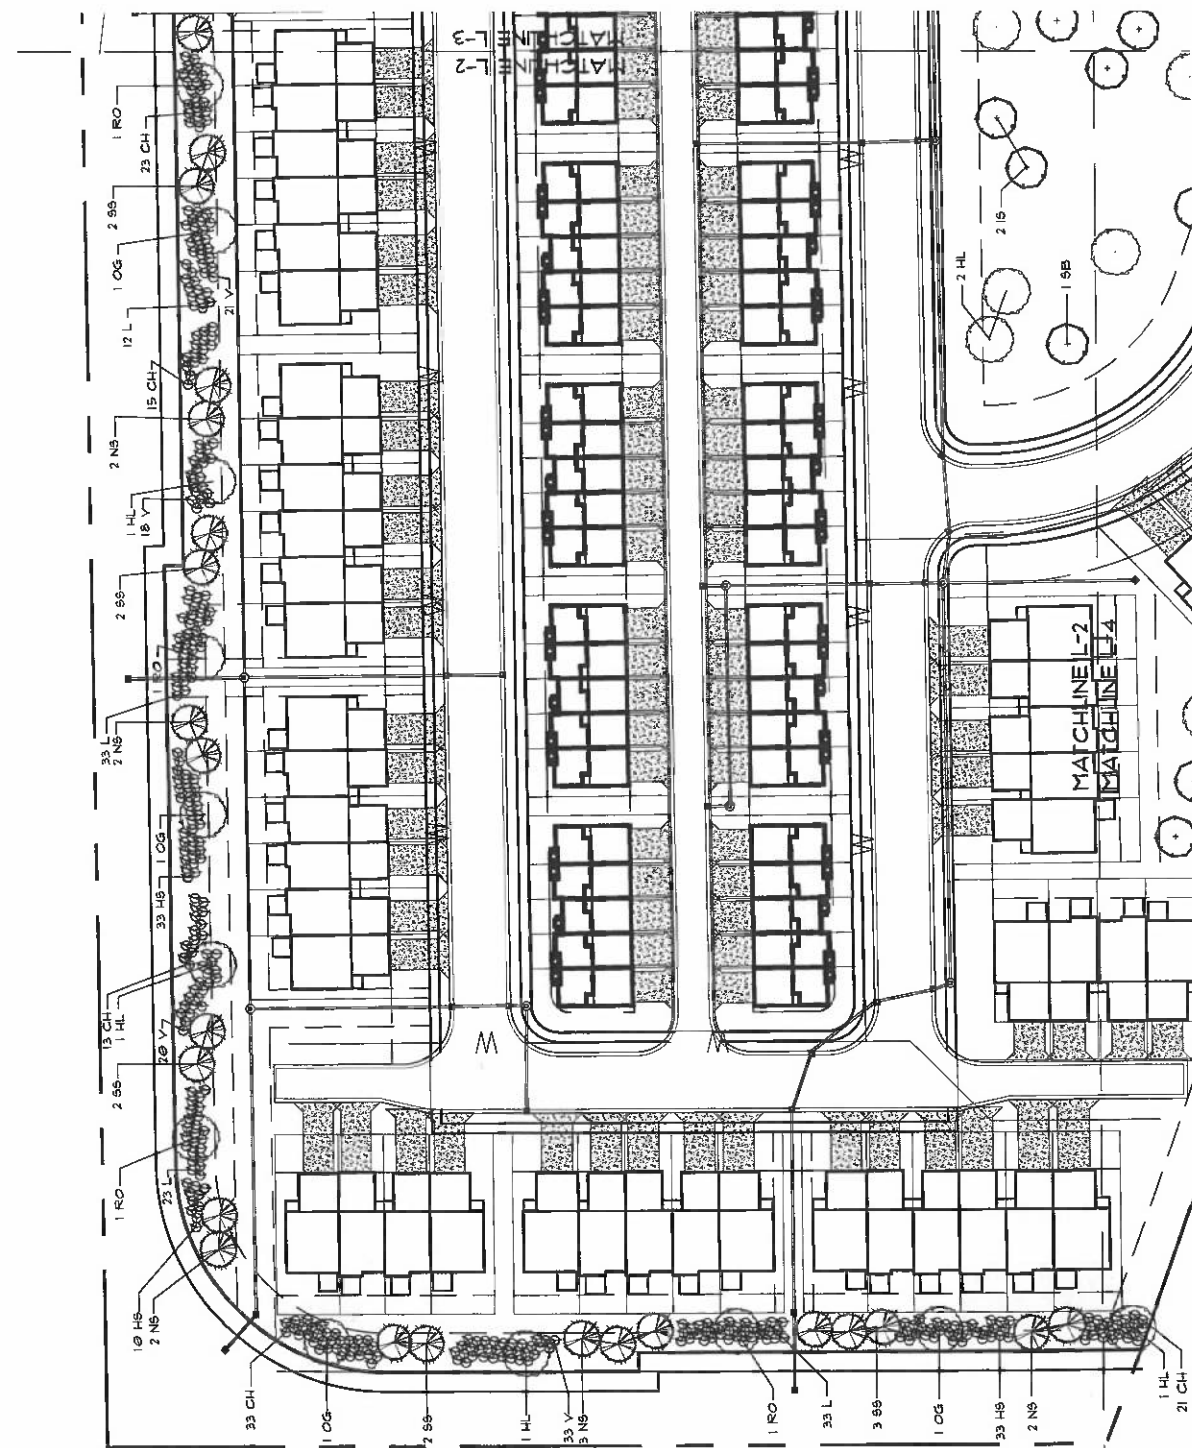 MATCHLINE L-3
MATCHLINE L-2
1 RO
23 CH
2 SS
1 OG
21 V
12 L
15 CH
2 NS
1 HL
18 V
2 SS
1 RO
33 L
2 NS
1 OG
33 HS
13 CH
1 HL
20 V
2 SS
1 RO
23 L
10 HS
2 NS
2 IS
2 HL
1 SB
MATCHLINE L-2
MATCHLINE L-4
33 CH
1 OG
2 SS
1 HL
33 V
3 NS
1 RO
33 L
3 SS
1 OG
33 HS
2 NS
1 HL
21 CH